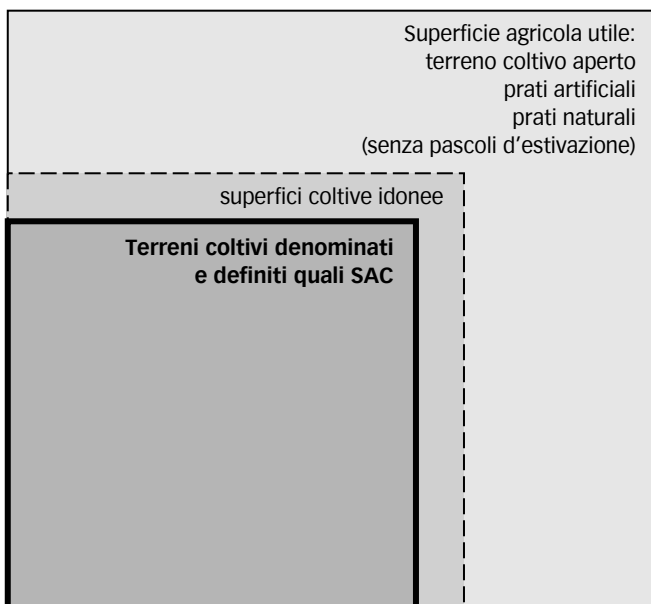 Superficie agricola utile:
terreno coltivo aperto
prati artificiali
prati naturali
(senza pascoli d’estivazione)
superfici coltive idonee
Terreni coltivi denominati
e definiti quali SAC